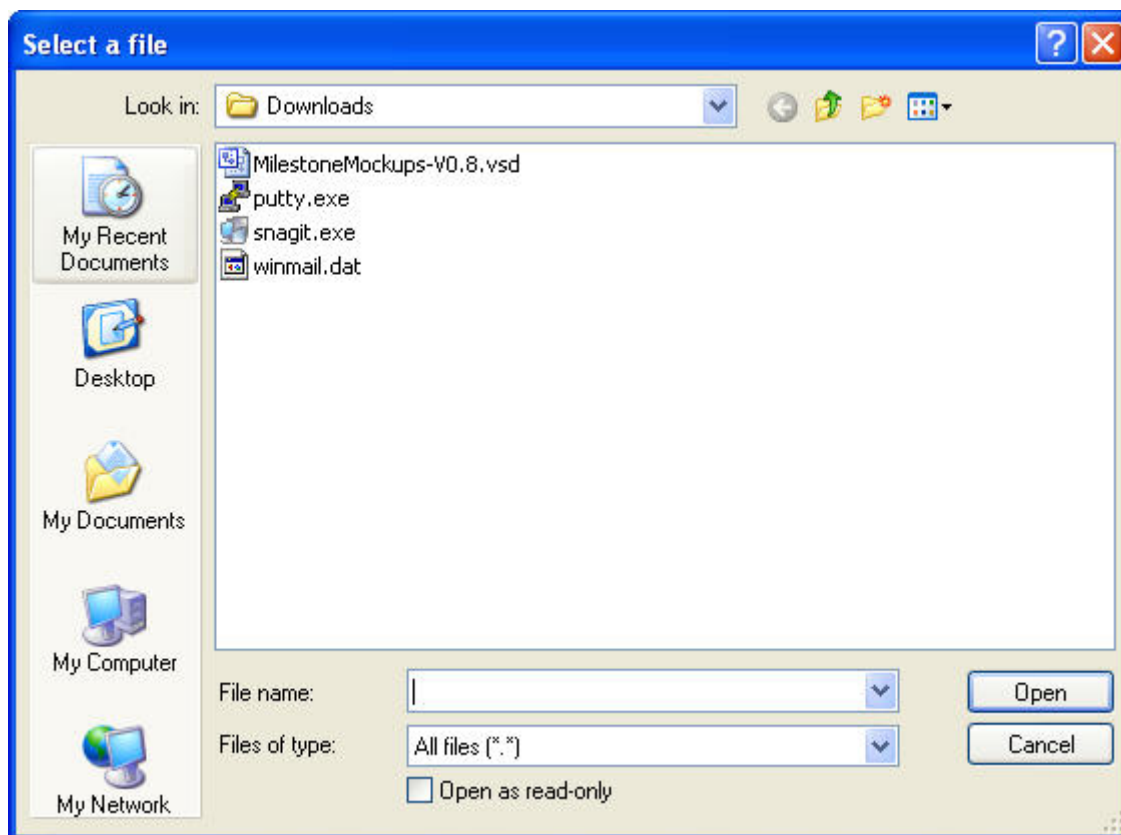 Select a file
Look in:
Downloads
My Recent
Documents
Desktop
My Documents
My Computer
My Network
MilestoneMockups-V0.8.vsd
putty.exe
snagit.exe
winmail.dat
File name:
Open
Files of type:
All files (*.*)
Cancel
Open as read-only